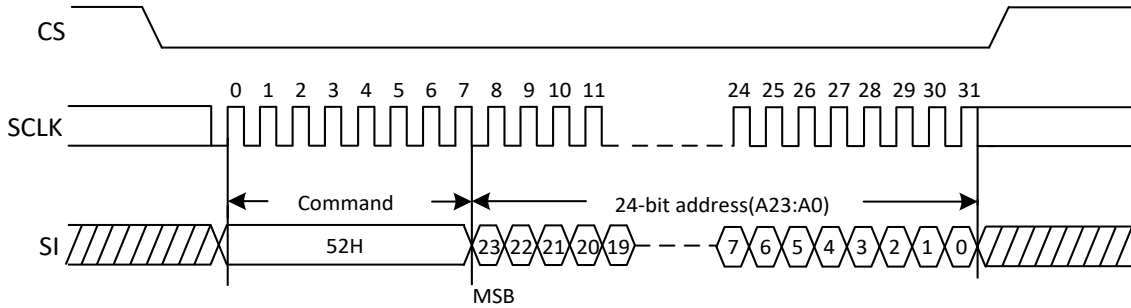 CS
0 1 2 3 4 5 6 7 8 9 10 11 24 25 26 27 28 29 30 31
SCLK
Command 24-bit address(A23:A0)
SI 52H 23 22 21 20 19 7 6 5 4 3 2 1 0
MSB